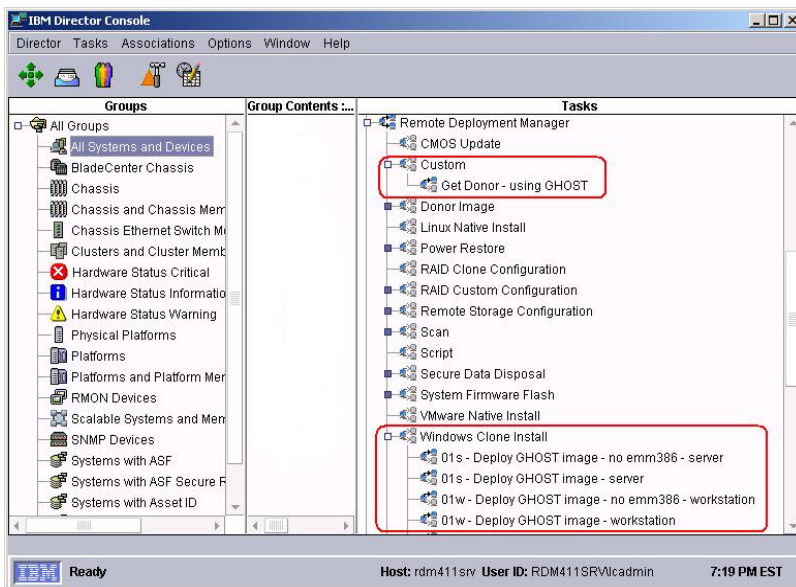 IBM Director Console
Director Tasks Associations Options Window Help
Groups
All Groups
All Systems and Devices
BladeCenter Chassis
Chassis
Chassis and Chassis Mem
Chassis Ethernet Switch M
Clusters and Cluster Memb
Hardware Status Critical
Hardware Status Informatio
Hardware Status Warning
Physical Platforms
Platforms
Platforms and Platform Mer
RMON Devices
Scalable Systems and Mem
SNMP Devices
Systems with ASF
Systems with ASF Secure R
Systems with Asset ID
Group Contents :...
Tasks
Remote Deployment Manager
CMOS Update
Custom
Get Donor - using GHOST
Donor Image
Linux Native Install
Power Restore
RAID Clone Configuration
RAID Custom Configuration
Remote Storage Configuration
Scan
Script
Secure Data Disposal
System Firmware Flash
VMware Native Install
Windows Clone Install
01s - Deploy GHOST image - no emm386 - server
01s - Deploy GHOST image - server
01w - Deploy GHOST image - no emm386 - workstation
01w - Deploy GHOST image - workstation
IBM Ready
Host: rdm411srv User ID: RDM411SRV\lcadmin 7:19 PM EST